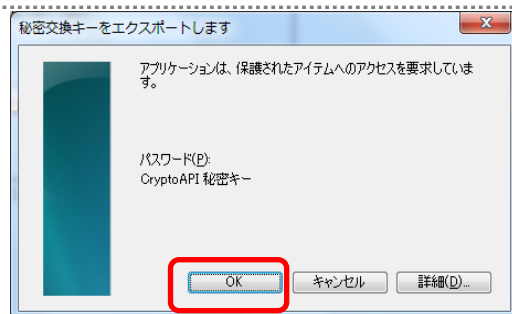 秘密交換キーをエクスポートします
アプリケーションは、保護されたアイテムへのアクセスを要求していま
す。
パスワード(P):
CryptoAPI 秘密キー
OK キャンセル 詳細(D)...